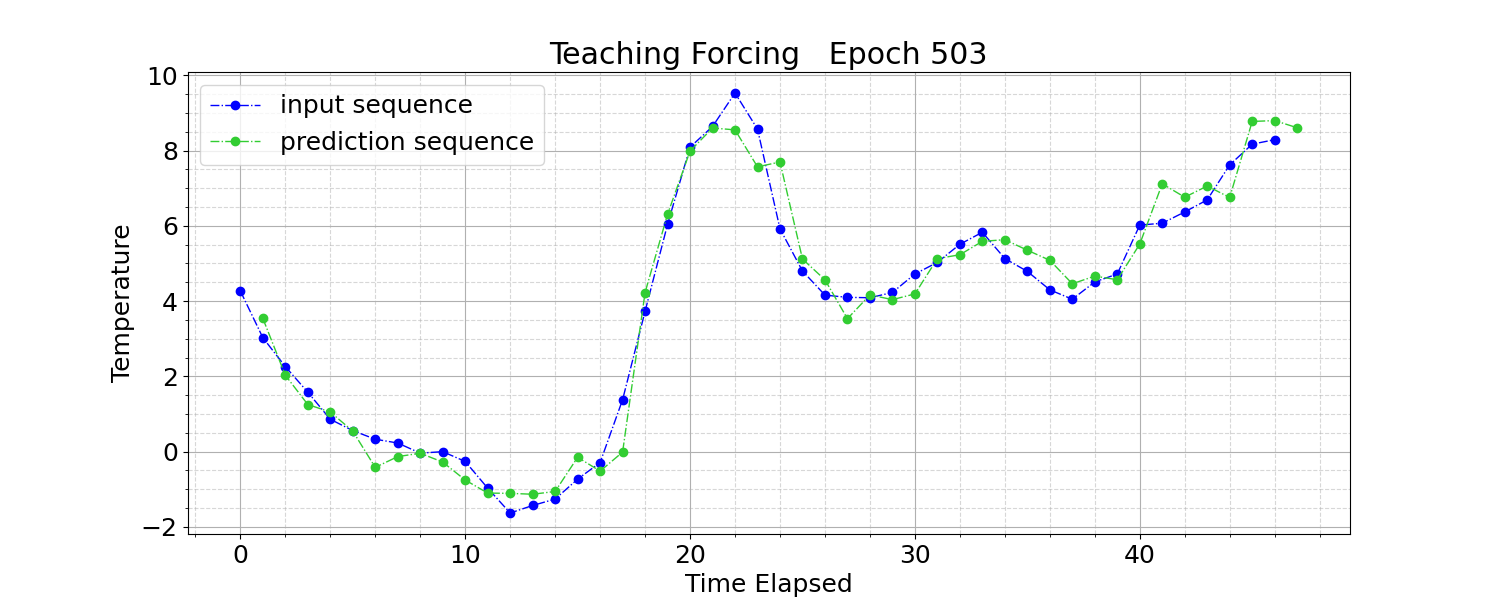 Teaching Forcing   Epoch 503
10
8
6
4
2
0
−2
input sequence
prediction sequence
Temperature
0 10 20 30 40
Time Elapsed